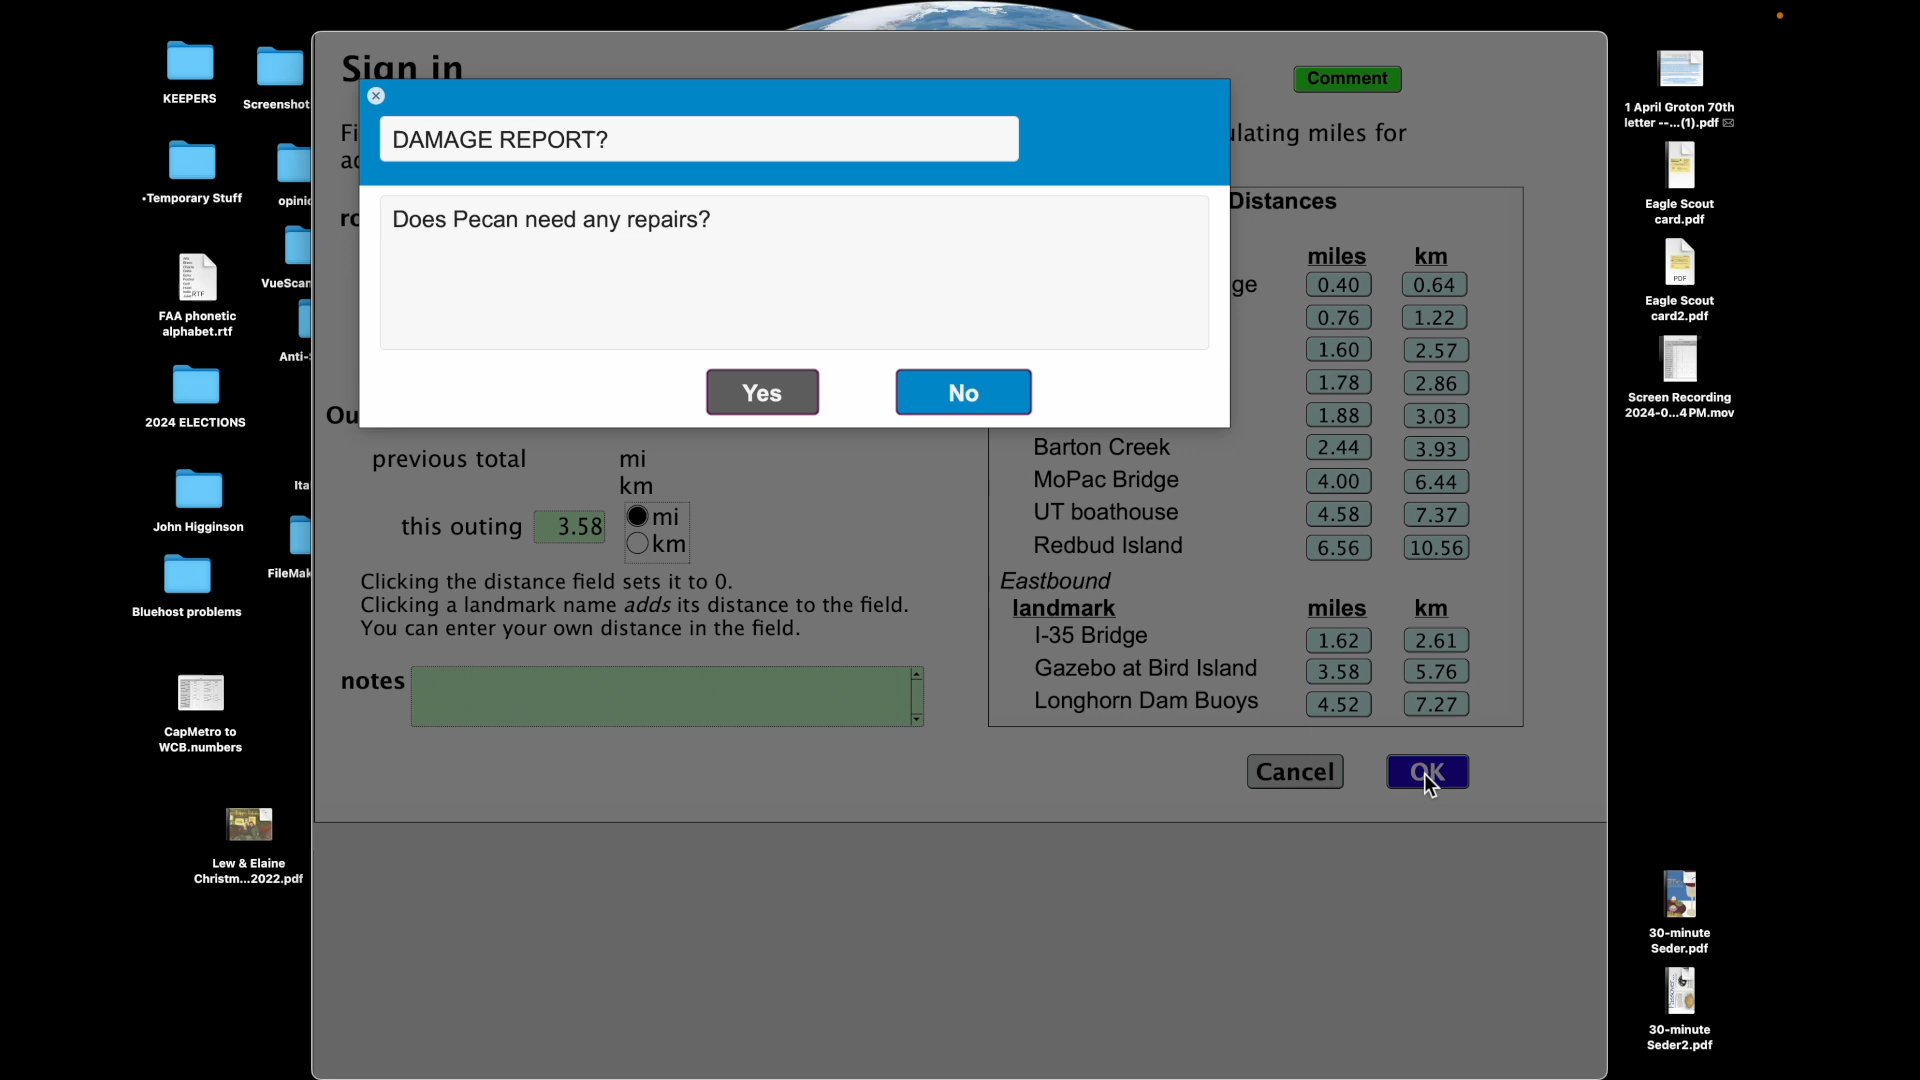 KEEPERS
Screenshot
•Temporary Stuff
opinio
FAA phonetic
alphabet.rtf
RTF
VueScan
Anti-
2024 ELECTIONS
Ita
John Higginson
FileMak
Bluehost problems
CapMetro to
WCB.numbers
Lew & Elaine
Christm...2022.pdf
Sign in
Comment
Fi
ulating miles for
DAMAGE REPORT?
Does Pecan need any repairs?
Yes
No
Distances
miles km
ge 0.40 0.64
0.76 1.22
1.60 2.57
1.78 2.86
1.88 3.03
Barton Creek 2.44 3.93
MoPac Bridge 4.00 6.44
UT boathouse 4.58 7.37
Redbud Island 6.56 10.56
Eastbound
landmark miles km
I-35 Bridge 1.62 2.61
Gazebo at Bird Island 3.58 5.76
Longhorn Dam Buoys 4.52 7.27
Ou
previous total mi
km
this outing 3.58 mi
km
Clicking the distance field sets it to 0.
Clicking a landmark name adds its distance to the field.
You can enter your own distance in the field.
notes
Cancel
OK
1 April Groton 70th
letter --...(1).pdf
Eagle Scout
card.pdf
PDF
Eagle Scout
card2.pdf
Screen Recording
2024-0...4 PM.mov
30-minute
Seder.pdf
30-minute
Seder2.pdf